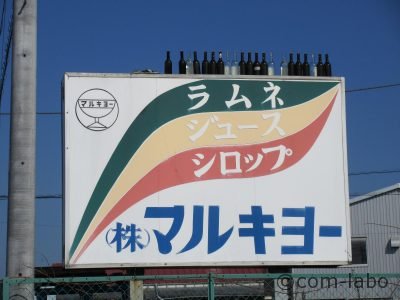 マルキヨー
ラムネ
ジュース
シロップ
(株)マルキヨー
© com-labo